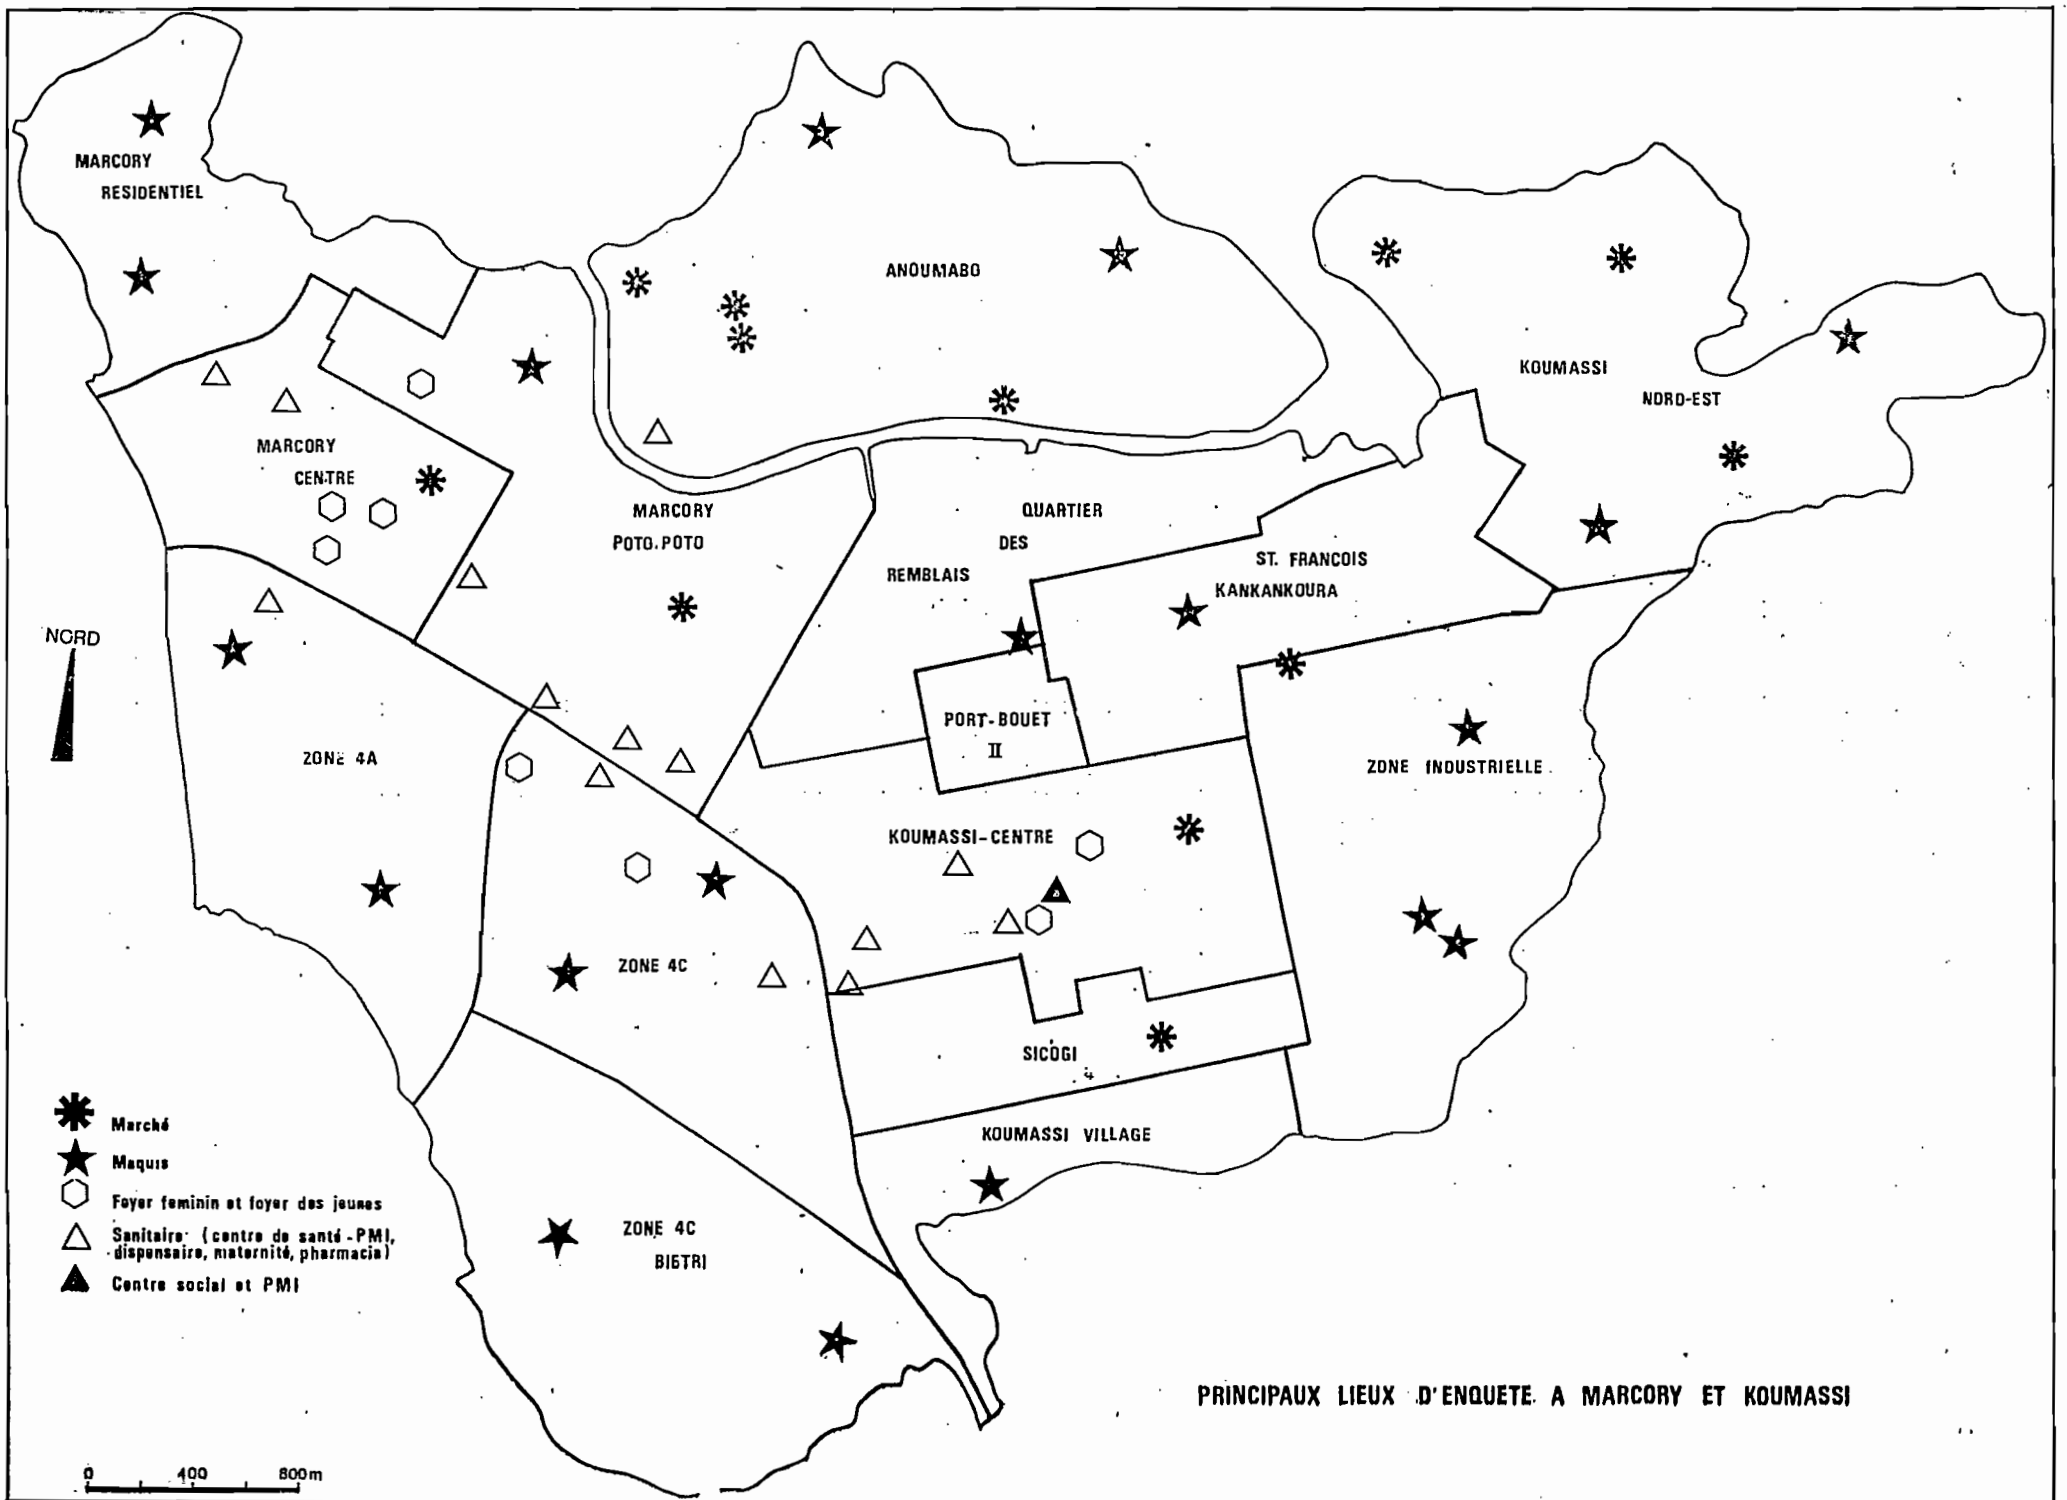 MARCORY
RESIDENTIEL
ANOUMABO
KOUMASSI
NORD-EST
MARCORY
CENTRE
MARCORY
POTO.POTO
QUARTIER
DES
REMBLAIS
ST. FRANCOIS
KANKANKOURA
NORD
PORT-BOUET
II
ZONE 4A
ZONE INDUSTRIELLE
KOUMASSI-CENTRE
ZONE 4C
SICOGI
KOUMASSI VILLAGE
ZONE 4C
BIETRI
Marché
Maquis
Foyer feminin et foyer des jeunes
Sanitaire (centre de santé-PMI,
dispensaire, maternité, pharmacie)
Centre social et PMI
PRINCIPAUX LIEUX D'ENQUETE A MARCORY ET KOUMASSI
0 400 800m